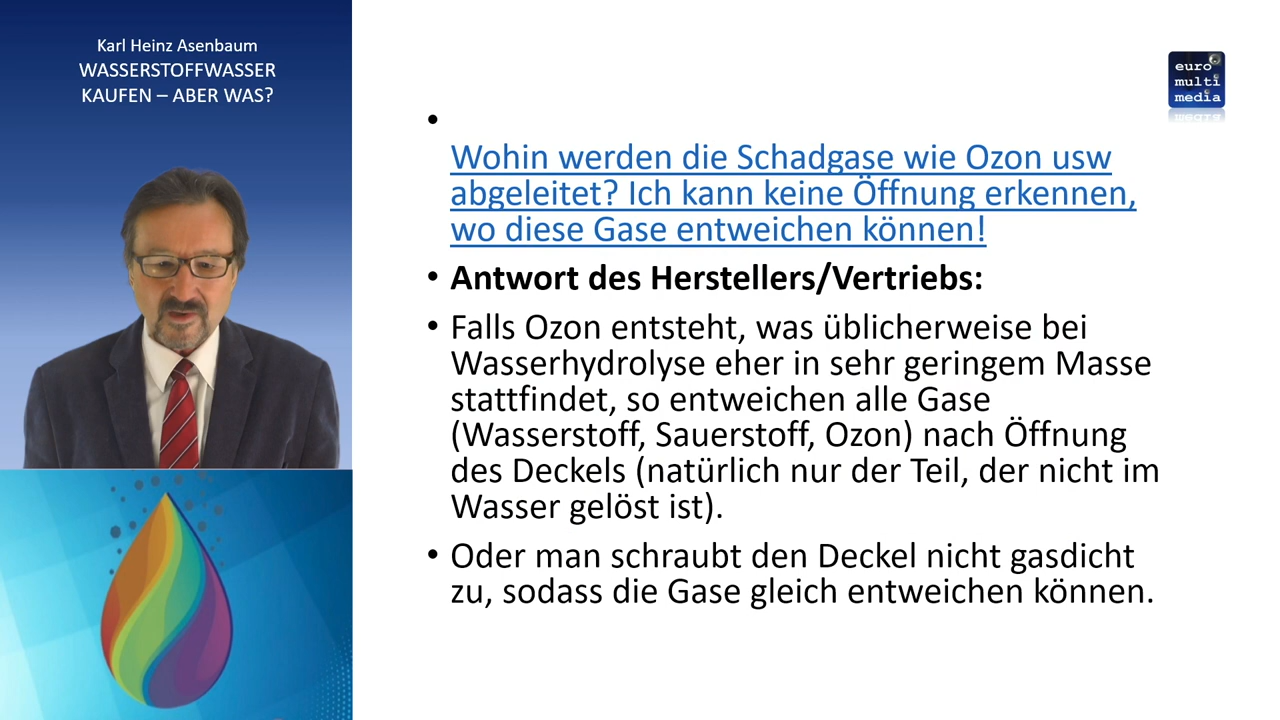 Karl Heinz Asenbaum
WASSERSTOFFWASSER
KAUFEN – ABER WAS?
euro
multi
media
Wohin werden die Schadgase wie Ozon usw
abgeleitet? Ich kann keine Öffnung erkennen,
wo diese Gase entweichen können!
• Antwort des Herstellers/Vertriebs:
• Falls Ozon entsteht, was üblicherweise bei
Wasserhydrolyse eher in sehr geringem Masse
stattfindet, so entweichen alle Gase
(Wasserstoff, Sauerstoff, Ozon) nach Öffnung
des Deckels (natürlich nur der Teil, der nicht im
Wasser gelöst ist).
• Oder man schraubt den Deckel nicht gasdicht
zu, sodass die Gase gleich entweichen können.